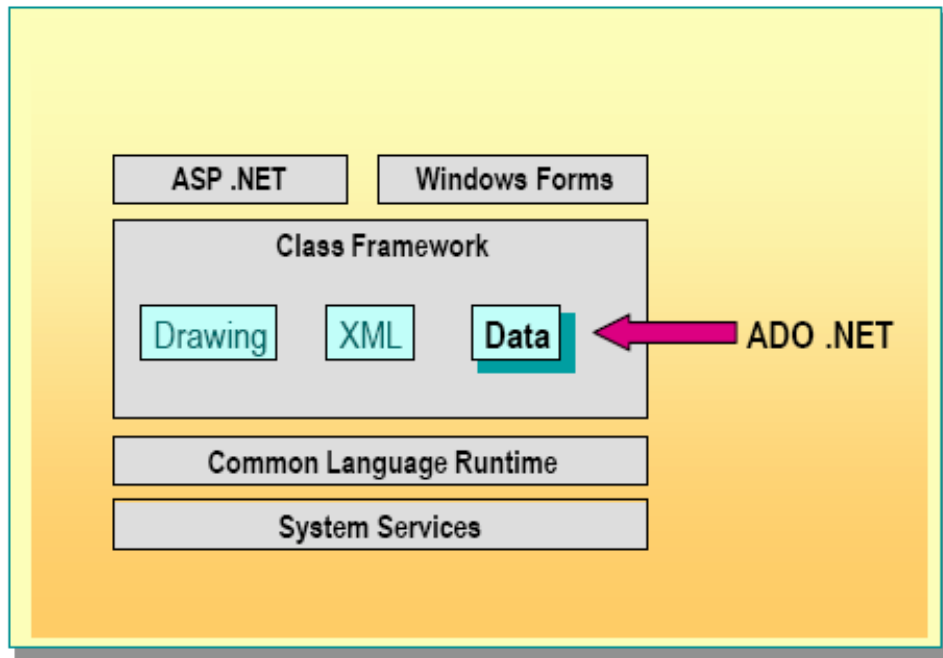 ASP .NET
Windows Forms
Class Framework
Drawing
XML
Data
ADO .NET
Common Language Runtime
System Services